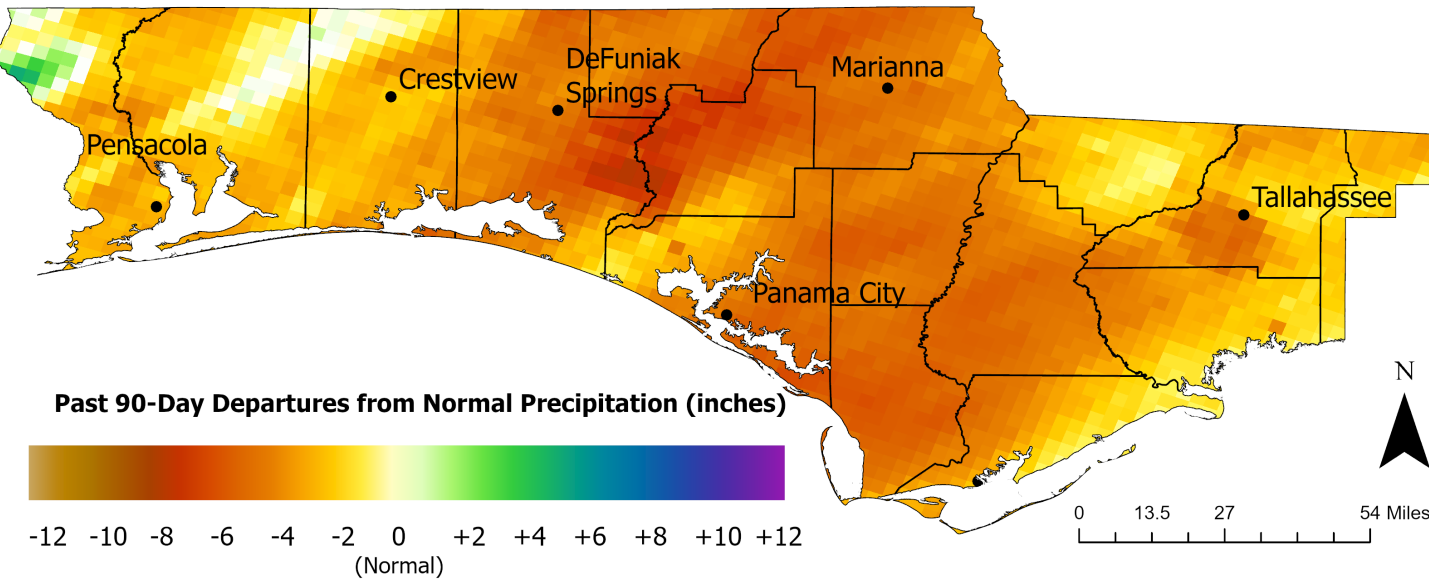 DeFuniak
Springs
Crestview
Marianna
Pensacola
Tallahassee
Panama City
Past 90-Day Departures from Normal Precipitation (inches)
-12 -10 -8 -6 -4 -2 0 +2 +4 +6 +8 +10 +12
(Normal)
N
0 13.5 27 54 Miles